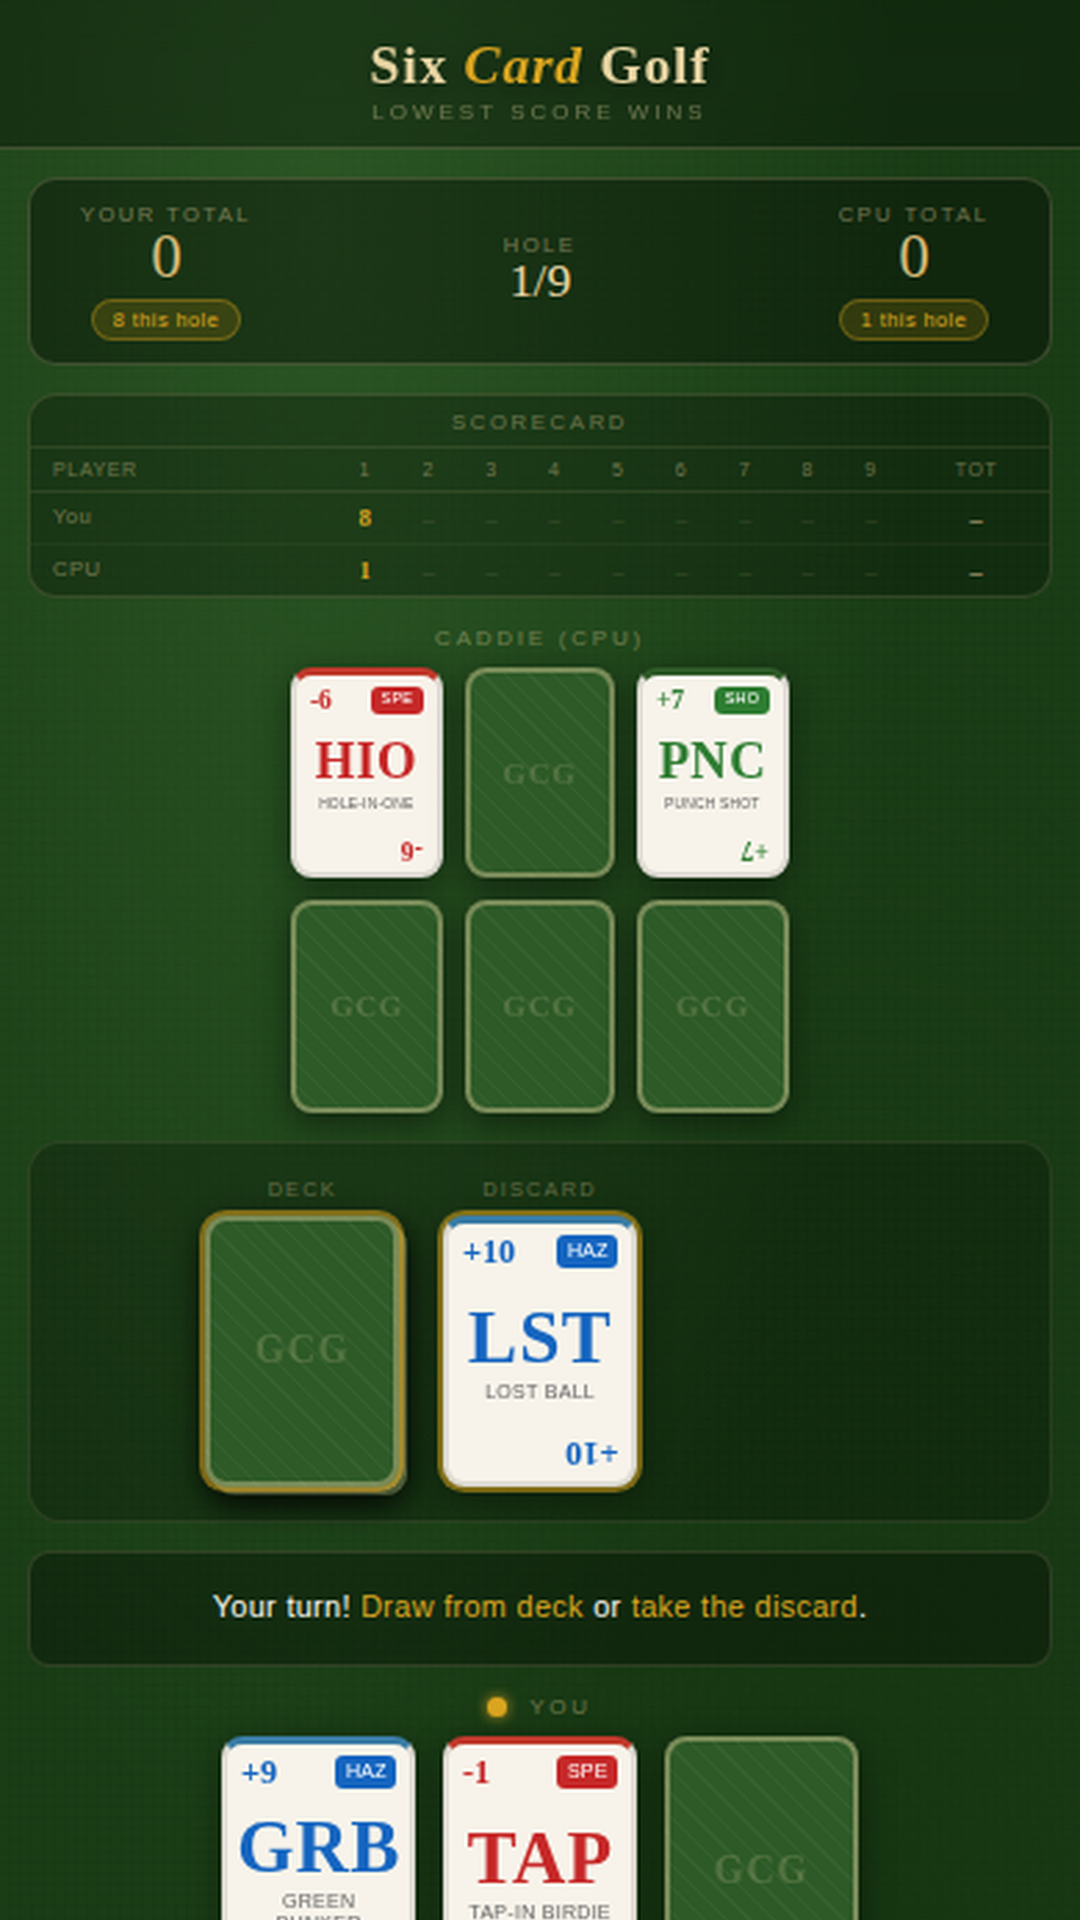 Six Card Golf
LOWEST SCORE WINS
YOUR TOTAL
0
8 this hole
HOLE
1/9
CPU TOTAL
0
1 this hole
SCORECARD
PLAYER 1 2 3 4 5 6 7 8 9 TOT
You 8 – – – – – – – – –
CPU 1 – – – – – – – – –
CADDIE (CPU)
-6 SPE
HIO
HOLE-IN-ONE
-6
GCG
+7 SHO
PNC
PUNCH SHOT
+7
GCG
GCG
GCG
DECK
GCG
DISCARD
+10 HAZ
LST
LOST BALL
+10
Your turn! Draw from deck or take the discard.
YOU
+9 HAZ
GRB
GREEN
BUNKER
-1 SPE
TAP
TAP-IN BIRDIE
GCG